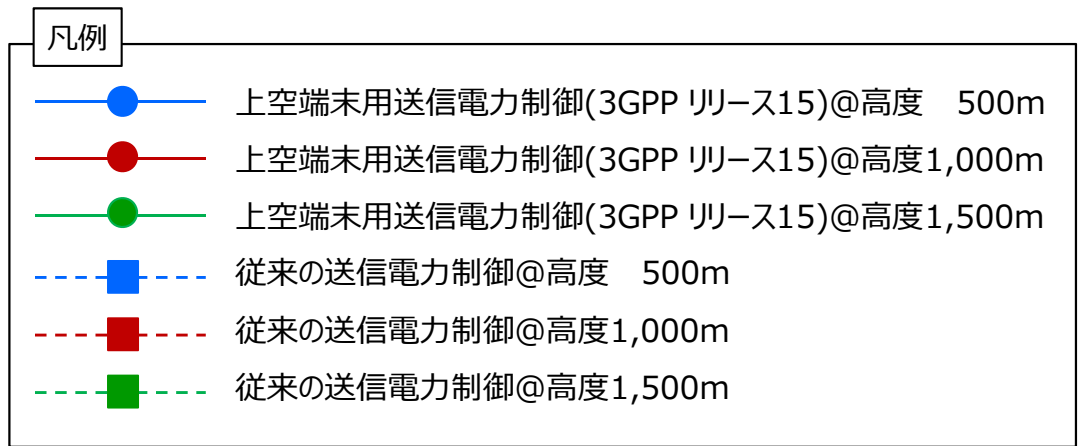 凡例
上空端末用送信電力制御(3GPP リリース15)@高度　500m
上空端末用送信電力制御(3GPP リリース15)@高度1,000m
上空端末用送信電力制御(3GPP リリース15)@高度1,500m
従来の送信電力制御@高度　500m
従来の送信電力制御@高度1,000m
従来の送信電力制御@高度1,500m